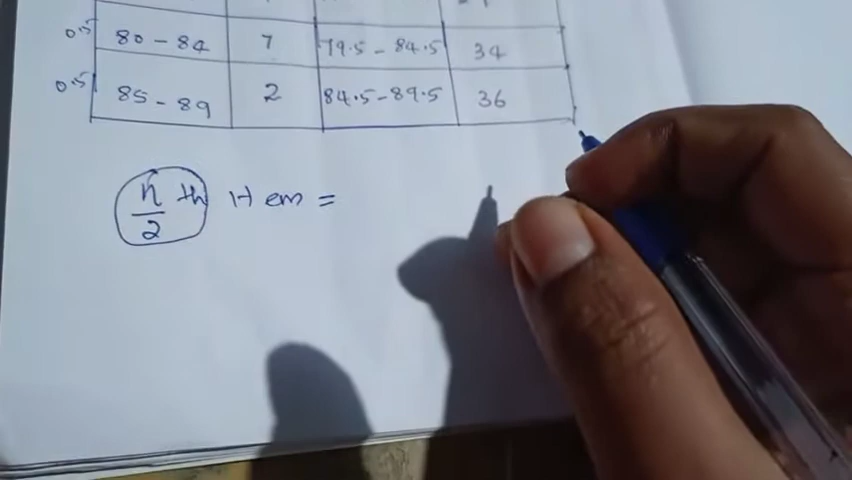 0.5 80 - 84 7 79.5 - 84.5 34
0.5 85 - 89 2 84.5 - 89.5 36
n/2 th item =